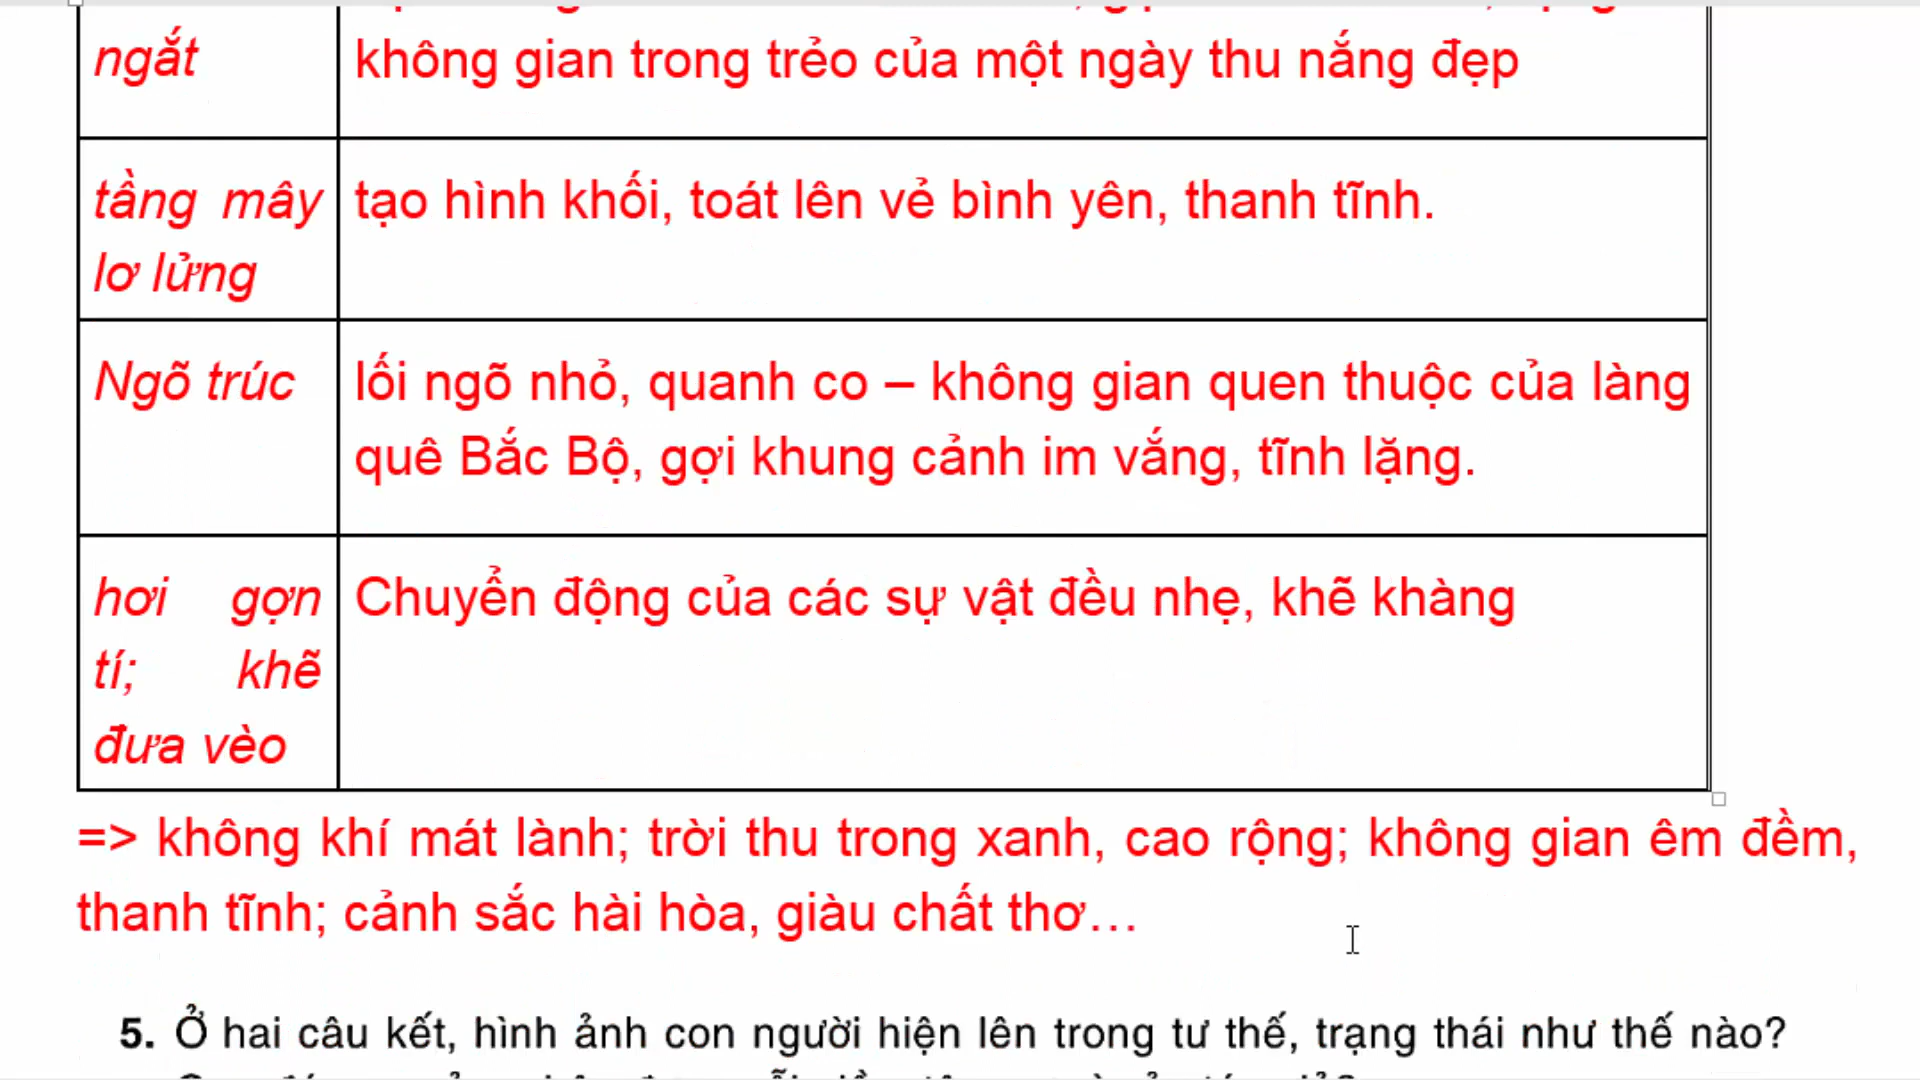 ngắt
không gian trong trẻo của một ngày thu nắng đẹp
tầng mây
lơ lửng
tạo hình khối, toát lên vẻ bình yên, thanh tĩnh.
Ngõ trúc
lối ngõ nhỏ, quanh co – không gian quen thuộc của làng
quê Bắc Bộ, gợi khung cảnh im vắng, tĩnh lặng.
hơi gợn
tí; khẽ
đưa vèo
Chuyển động của các sự vật đều nhẹ, khẽ khàng
=> không khí mát lành; trời thu trong xanh, cao rộng; không gian êm đềm,
thanh tĩnh; cảnh sắc hài hòa, giàu chất thơ…
5. Ở hai câu kết, hình ảnh con người hiện lên trong tư thế, trạng thái như thế nào?